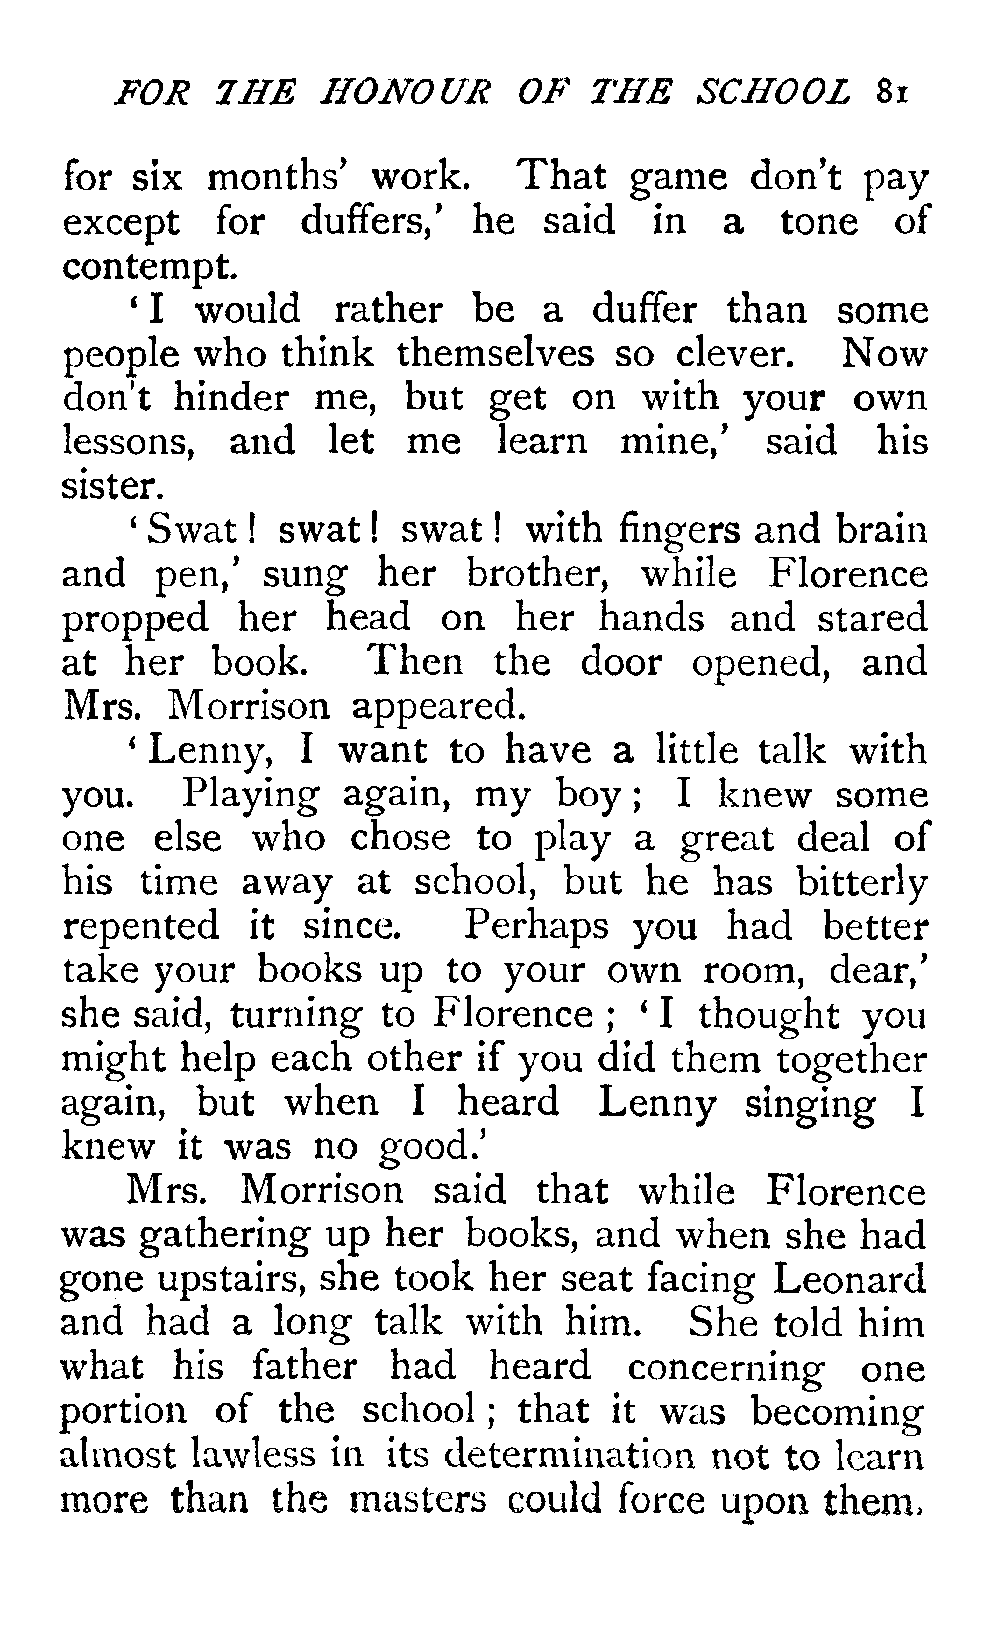 FOR THE HONOUR OF THE SCHOOL 81
for six months' work. That game don't pay
except for duffers,' he said in a tone of
contempt.
'I would rather be a duffer than some
people who think themselves so clever. Now
don't hinder me, but get on with your own
lessons, and let me learn mine,' said his
sister.
'Swat! swat! swat! with fingers and brain
and pen,' sung her brother, while Florence
propped her head on her hands and stared
at her book. Then the door opened, and
Mrs. Morrison appeared.
'Lenny, I want to have a little talk with
you. Playing again, my boy; I knew some
one else who chose to play a great deal of
his time away at school, but he has bitterly
repented it since. Perhaps you had better
take your books up to your own room, dear,'
she said, turning to Florence; 'I thought you
might help each other if you did them together
again, but when I heard Lenny singing I
knew it was no good.'
Mrs. Morrison said that while Florence
was gathering up her books, and when she had
gone upstairs, she took her seat facing Leonard
and had a long talk with him. She told him
what his father had heard concerning one
portion of the school; that it was becoming
almost lawless in its determination not to learn
more than the masters could force upon them,